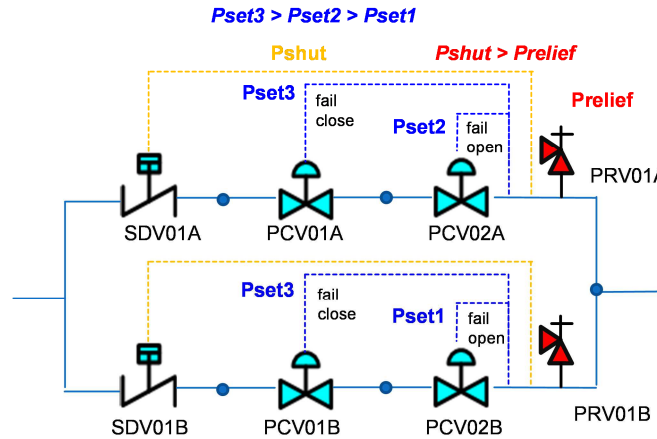 Pset3 > Pset2 > Pset1
Pshut
Pshut > Prelief
Pset3
fail
close
Pset2
fail
open
Prelief
PRV01A
SDV01A
PCV01A
PCV02A
Pset3
fail
close
Pset1
fail
open
SDV01B
PCV01B
PCV02B
PRV01B